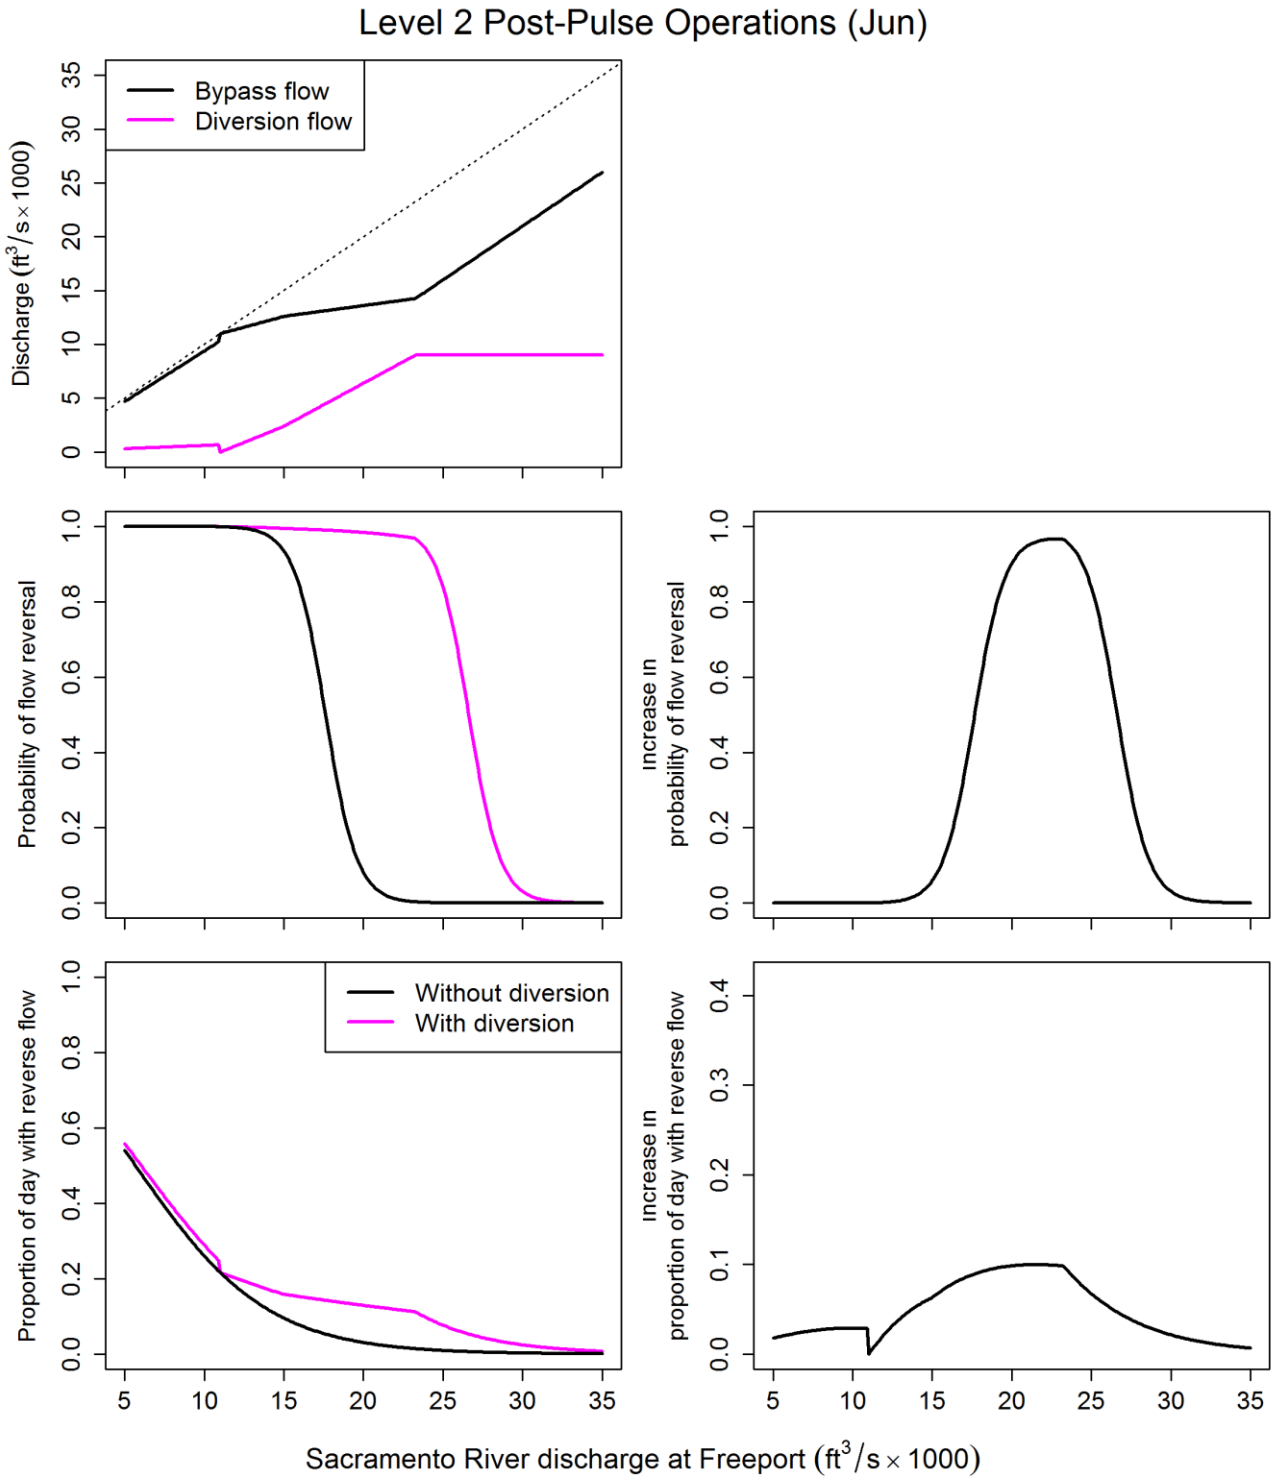 Level 2 Post-Pulse Operations (Jun)
Discharge (ft³/s × 1000)
35
30
25
20
15
10
5
0
Bypass flow
Diversion flow
Probability of flow reversal
1.0
0.8
0.6
0.4
0.2
0.0
Increase in
probability of flow reversal
1.0
0.8
0.6
0.4
0.2
0.0
Proportion of day with reverse flow
1.0
0.8
0.6
0.4
0.2
0.0
Without diversion
With diversion
5 10 15 20 25 30 35
Increase in
proportion of day with reverse flow
0.4
0.3
0.2
0.1
0.0
5 10 15 20 25 30 35
Sacramento River discharge at Freeport (ft³/s × 1000)